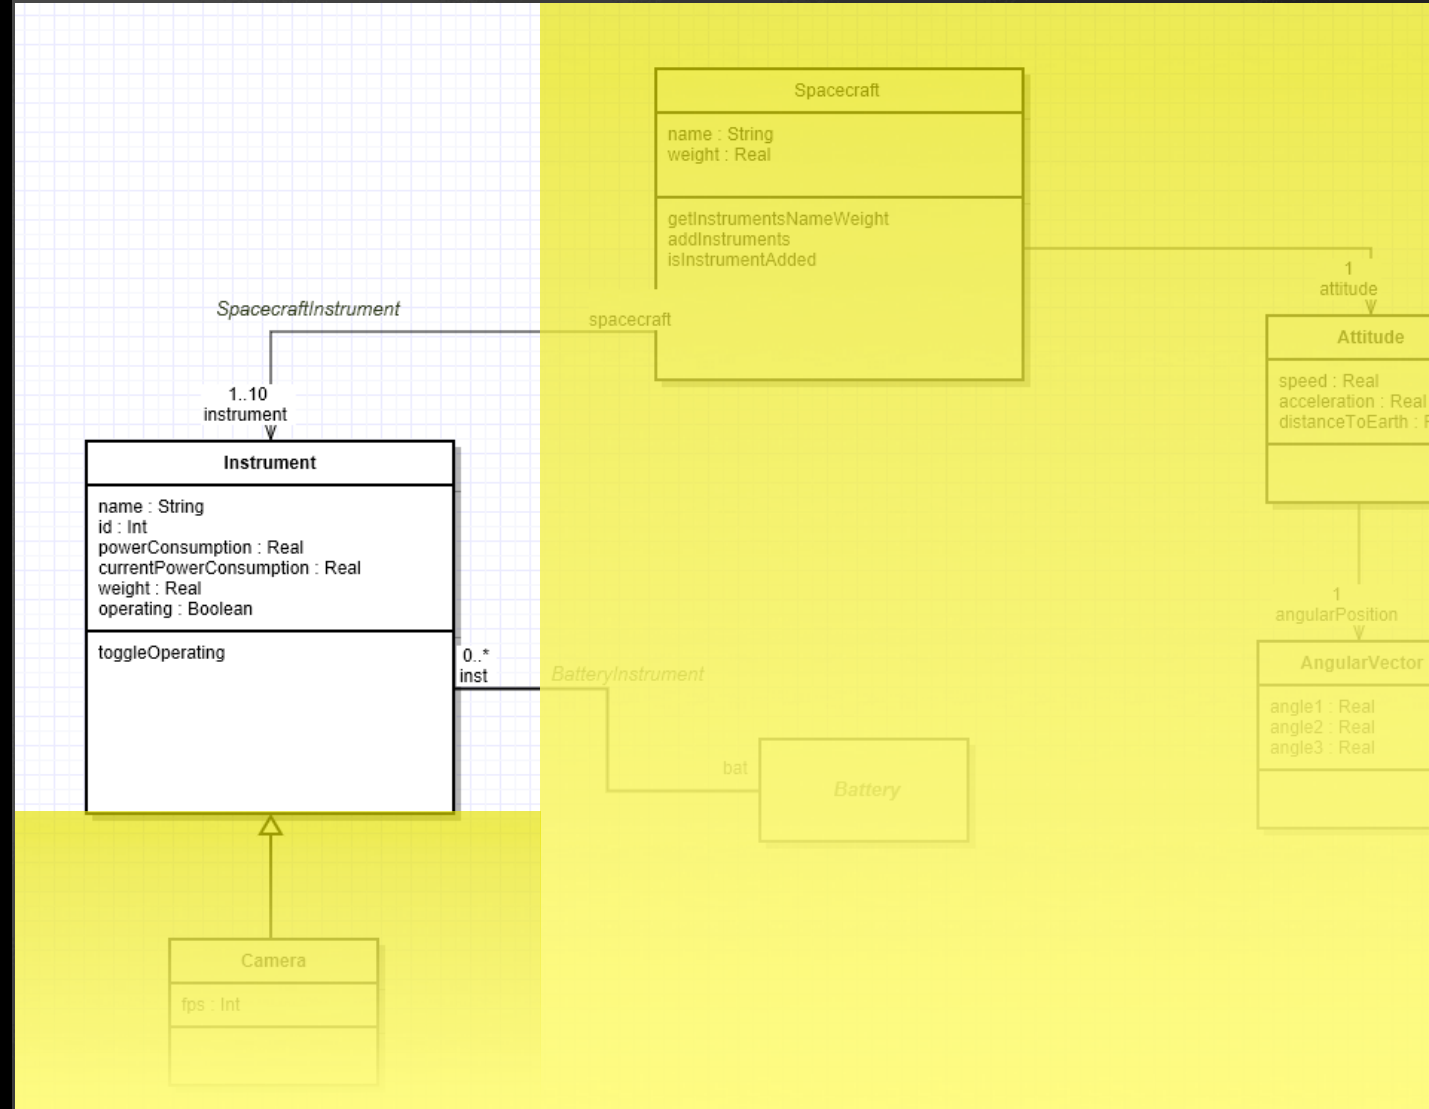 Spacecraft
name : String
weight : Real
getInstrumentsNameWeight
addInstruments
isInstrumentAdded
1
attitude
SpacecraftInstrument
spacecraft
Attitude
speed : Real
acceleration : Real
distanceToEarth : R
1..10
instrument
Instrument
name : String
id : Int
powerConsumption : Real
currentPowerConsumption : Real
weight : Real
operating : Boolean
toggleOperating
0..*
inst
BatteryInstrument
1
angularPosition
AngularVector
angle1 : Real
angle2 : Real
angle3 : Real
bat
Battery
Camera
fps : Int